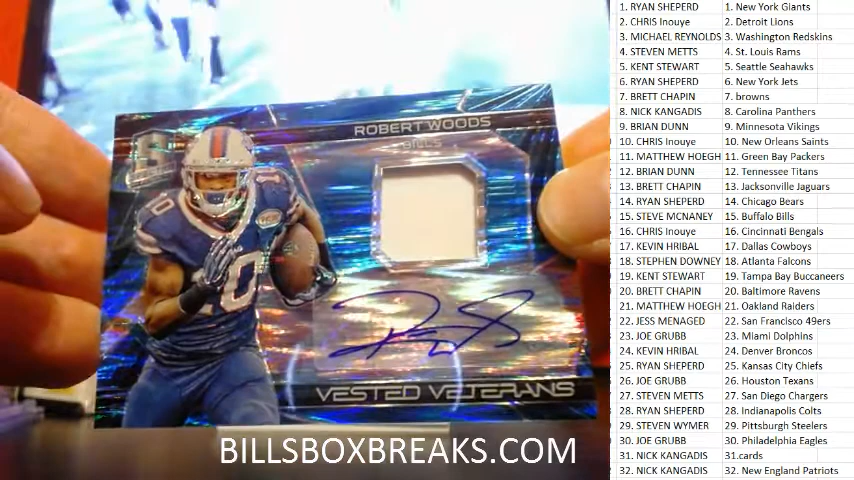 ROBERT WOODS
BILLS
10
VESTED VETERANS
BILLSBOXBREAKS.COM
1. RYAN SHEPERD 1. New York Giants
2. CHRIS Inouye 2. Detroit Lions
3. MICHAEL REYNOLDS 3. Washington Redskins
4. STEVEN METTS 4. St. Louis Rams
5. KENT STEWART 5. Seattle Seahawks
6. RYAN SHEPERD 6. New York Jets
7. BRETT CHAPIN 7. browns
8. NICK KANGADIS 8. Carolina Panthers
9. BRIAN DUNN 9. Minnesota Vikings
10. CHRIS Inouye 10. New Orleans Saints
11. MATTHEW HOEGH 11. Green Bay Packers
12. BRIAN DUNN 12. Tennessee Titans
13. BRETT CHAPIN 13. Jacksonville Jaguars
14. RYAN SHEPERD 14. Chicago Bears
15. STEVE MCNANEY 15. Buffalo Bills
16. CHRIS Inouye 16. Cincinnati Bengals
17. KEVIN HRIBAL 17. Dallas Cowboys
18. STEPHEN DOWNEY 18. Atlanta Falcons
19. KENT STEWART 19. Tampa Bay Buccaneers
20. BRETT CHAPIN 20. Baltimore Ravens
21. MATTHEW HOEGH 21. Oakland Raiders
22. JESS MENAGED 22. San Francisco 49ers
23. JOE GRUBB 23. Miami Dolphins
24. KEVIN HRIBAL 24. Denver Broncos
25. RYAN SHEPERD 25. Kansas City Chiefs
26. JOE GRUBB 26. Houston Texans
27. STEVEN METTS 27. San Diego Chargers
28. RYAN SHEPERD 28. Indianapolis Colts
29. STEVEN WYMER 29. Pittsburgh Steelers
30. JOE GRUBB 30. Philadelphia Eagles
31. NICK KANGADIS 31.cards
32. NICK KANGADIS 32. New England Patriots